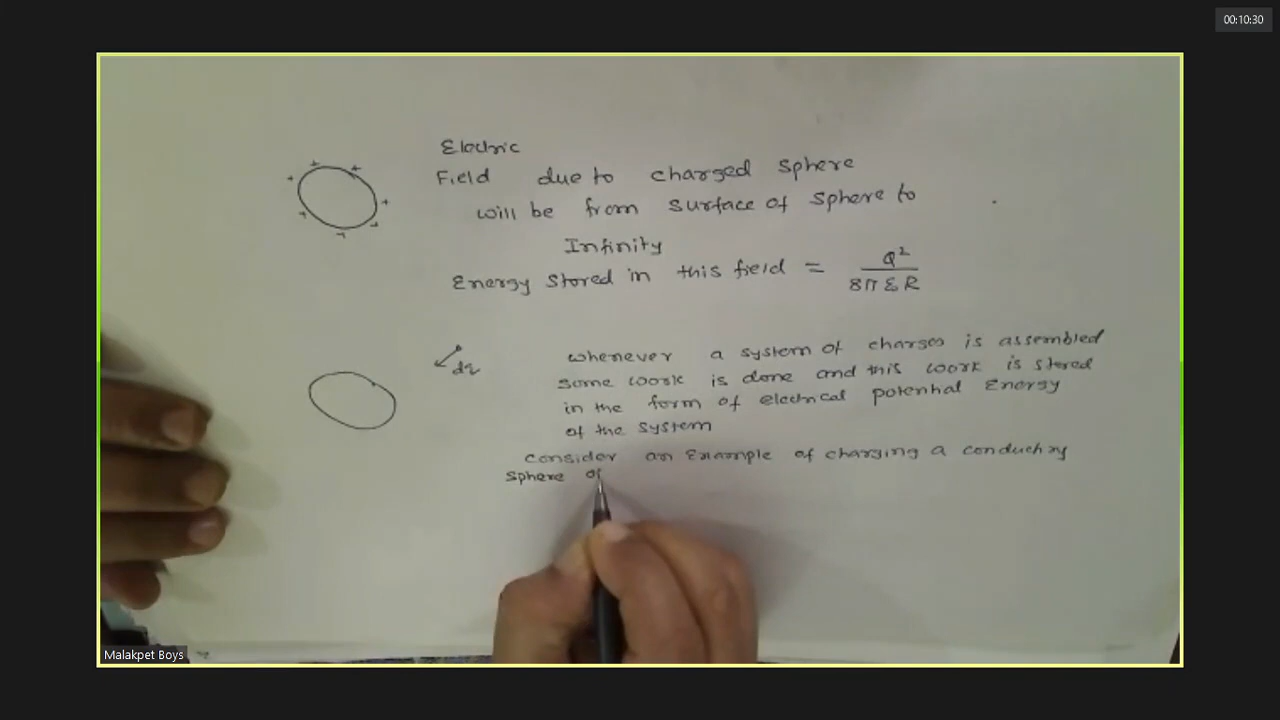 00:10:30
Electric
Field due to charged sphere
will be from surface of sphere to
Infinity
Energy stored in this field = Q²/8πεR
whenever a system of charges is assembled
some work is done and this work is stored
in the form of electrical potential Energy
of the system
consider an Example of charging a conducting
sphere of
Malakpet Boys